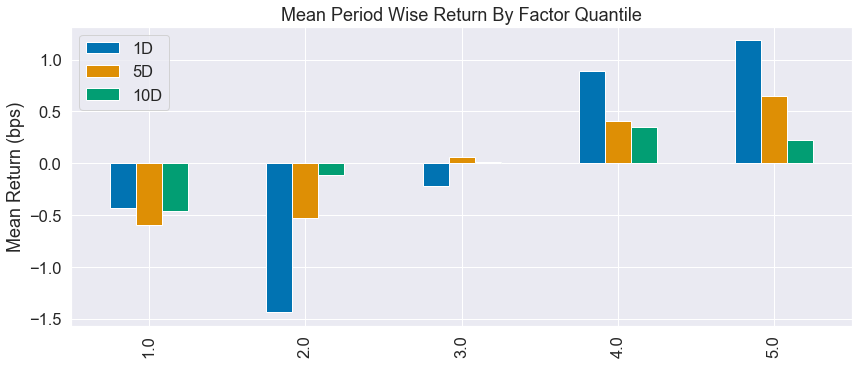 Mean Period Wise Return By Factor Quantile
1D
5D
10D
Mean Return (bps)
1.0
0.5
0.0
−0.5
−1.0
−1.5
1.0
2.0
3.0
4.0
5.0